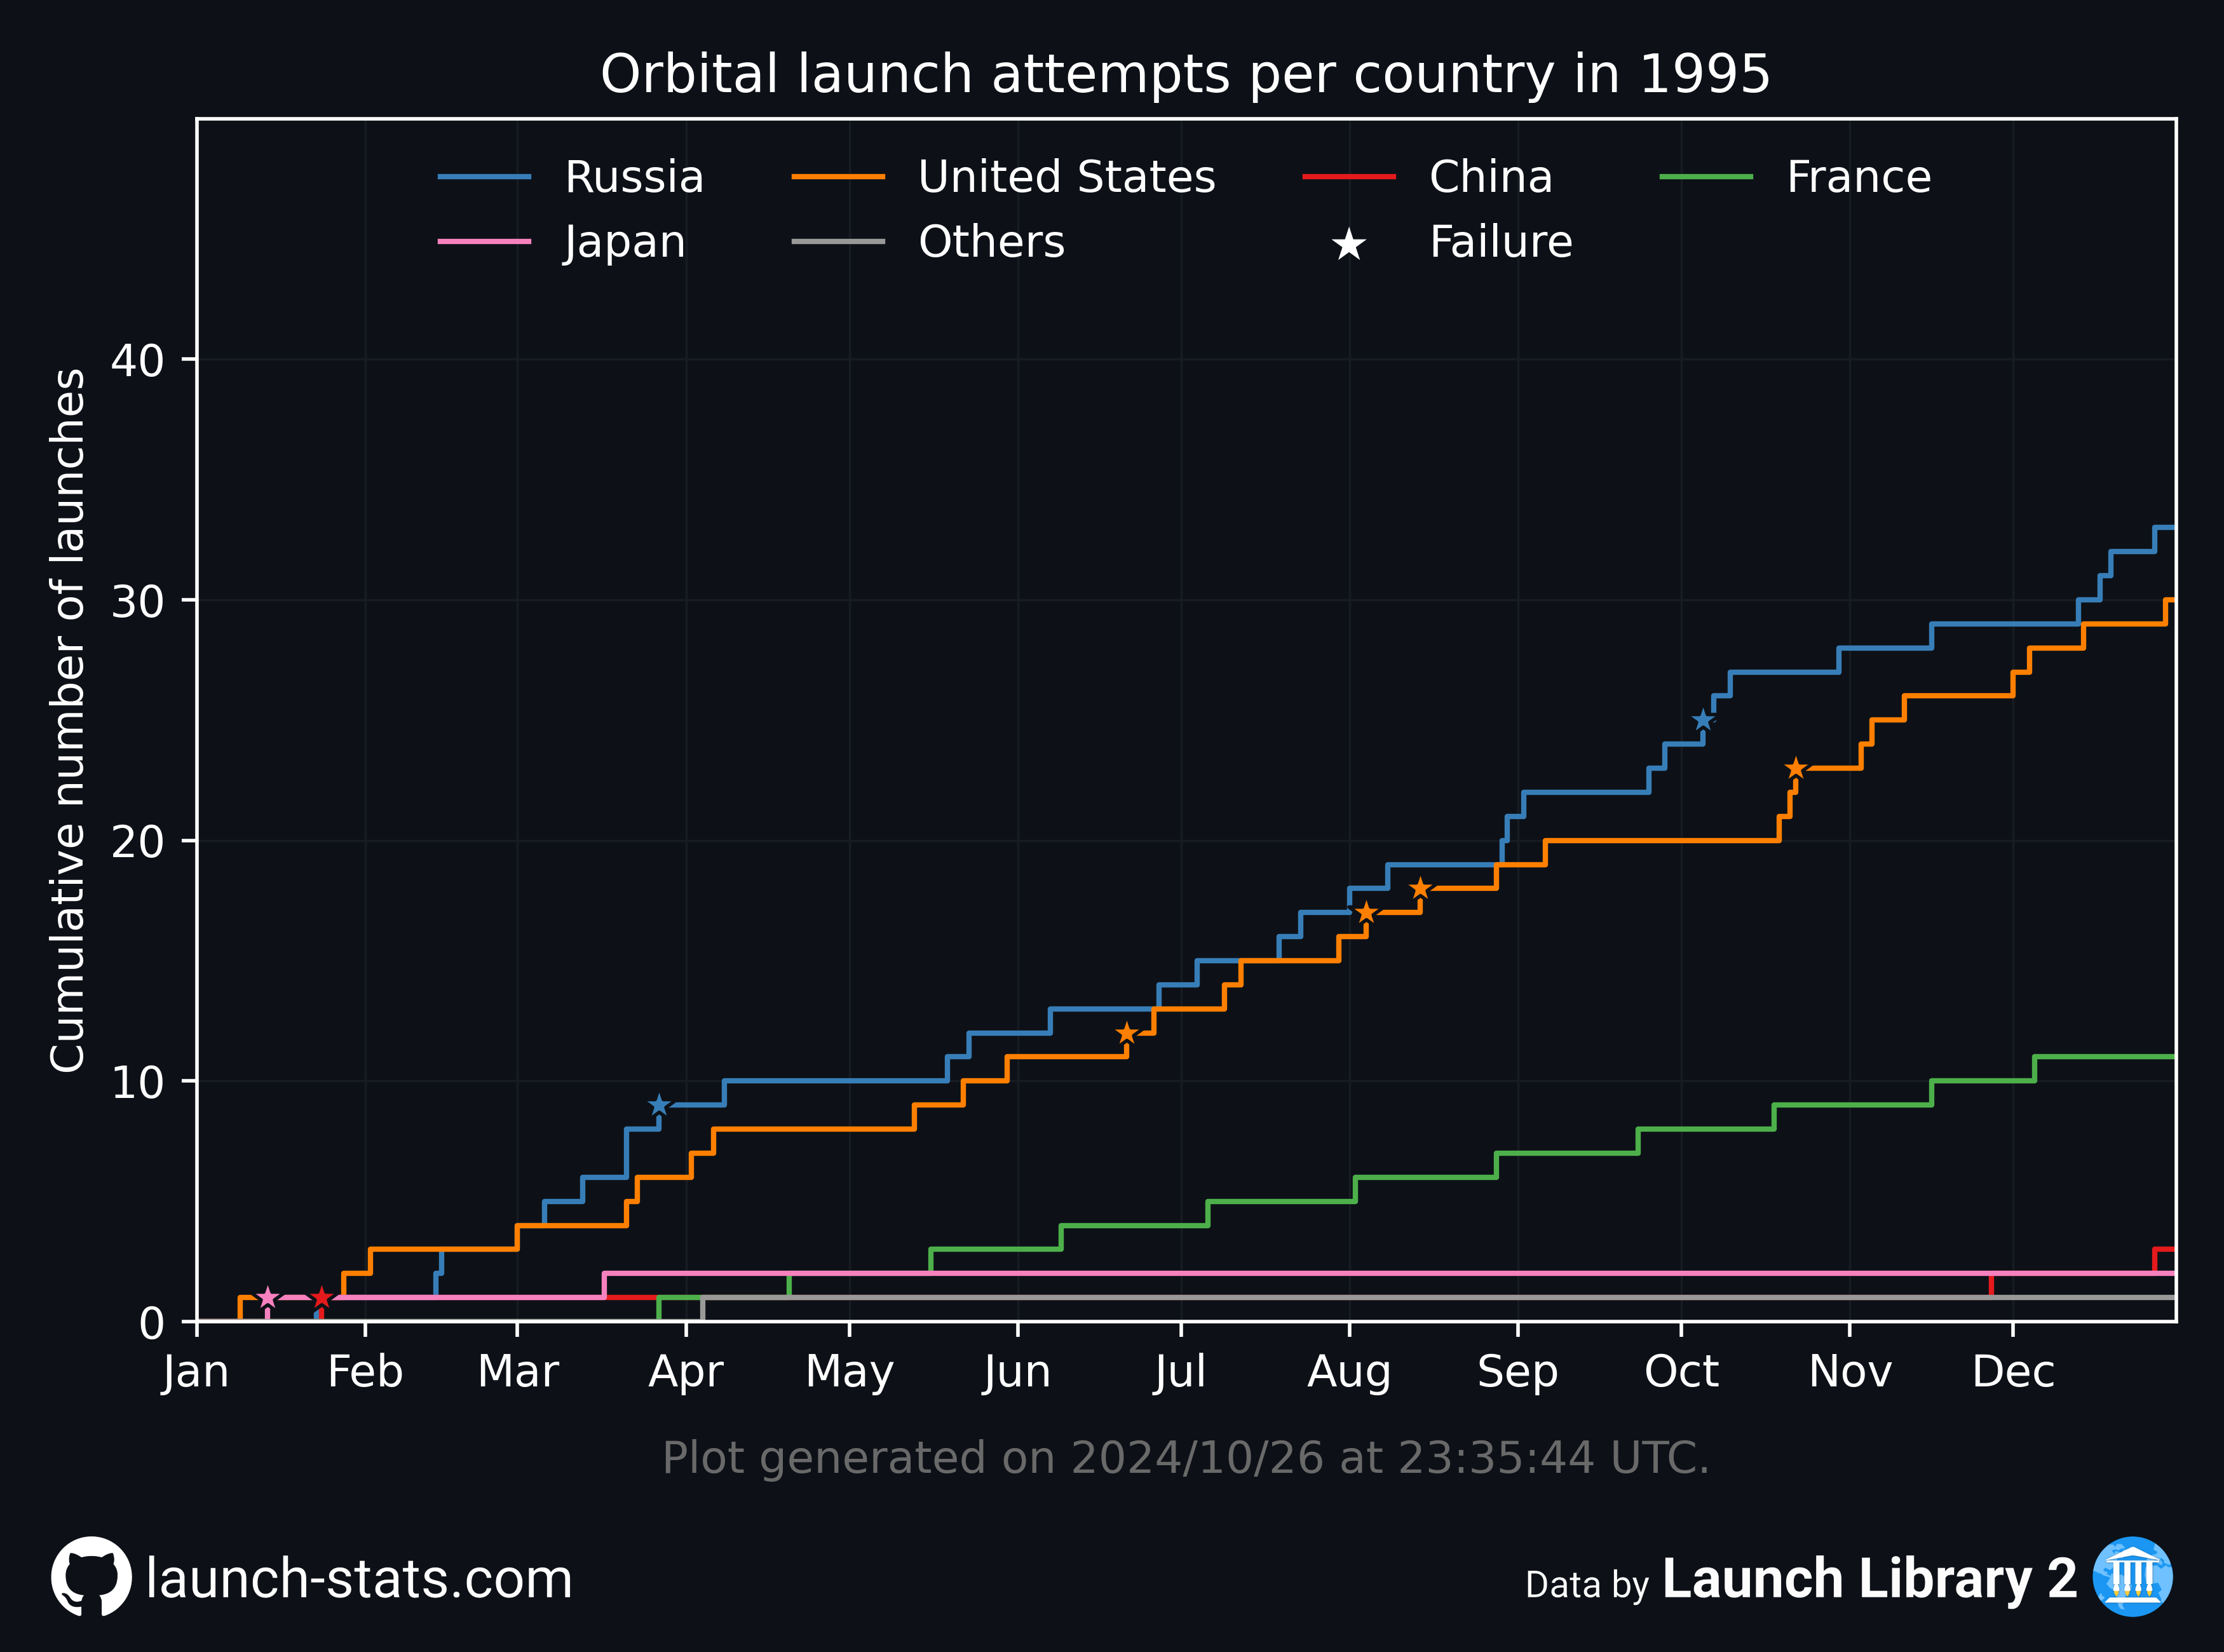 Orbital launch attempts per country in 1995
Russia United States China France
Japan Others Failure
Cumulative number of launches
40
30
20
10
0
Jan Feb Mar Apr May Jun Jul Aug Sep Oct Nov Dec
Plot generated on 2024/10/26 at 23:35:44 UTC.
launch-stats.com
Data by Launch Library 2